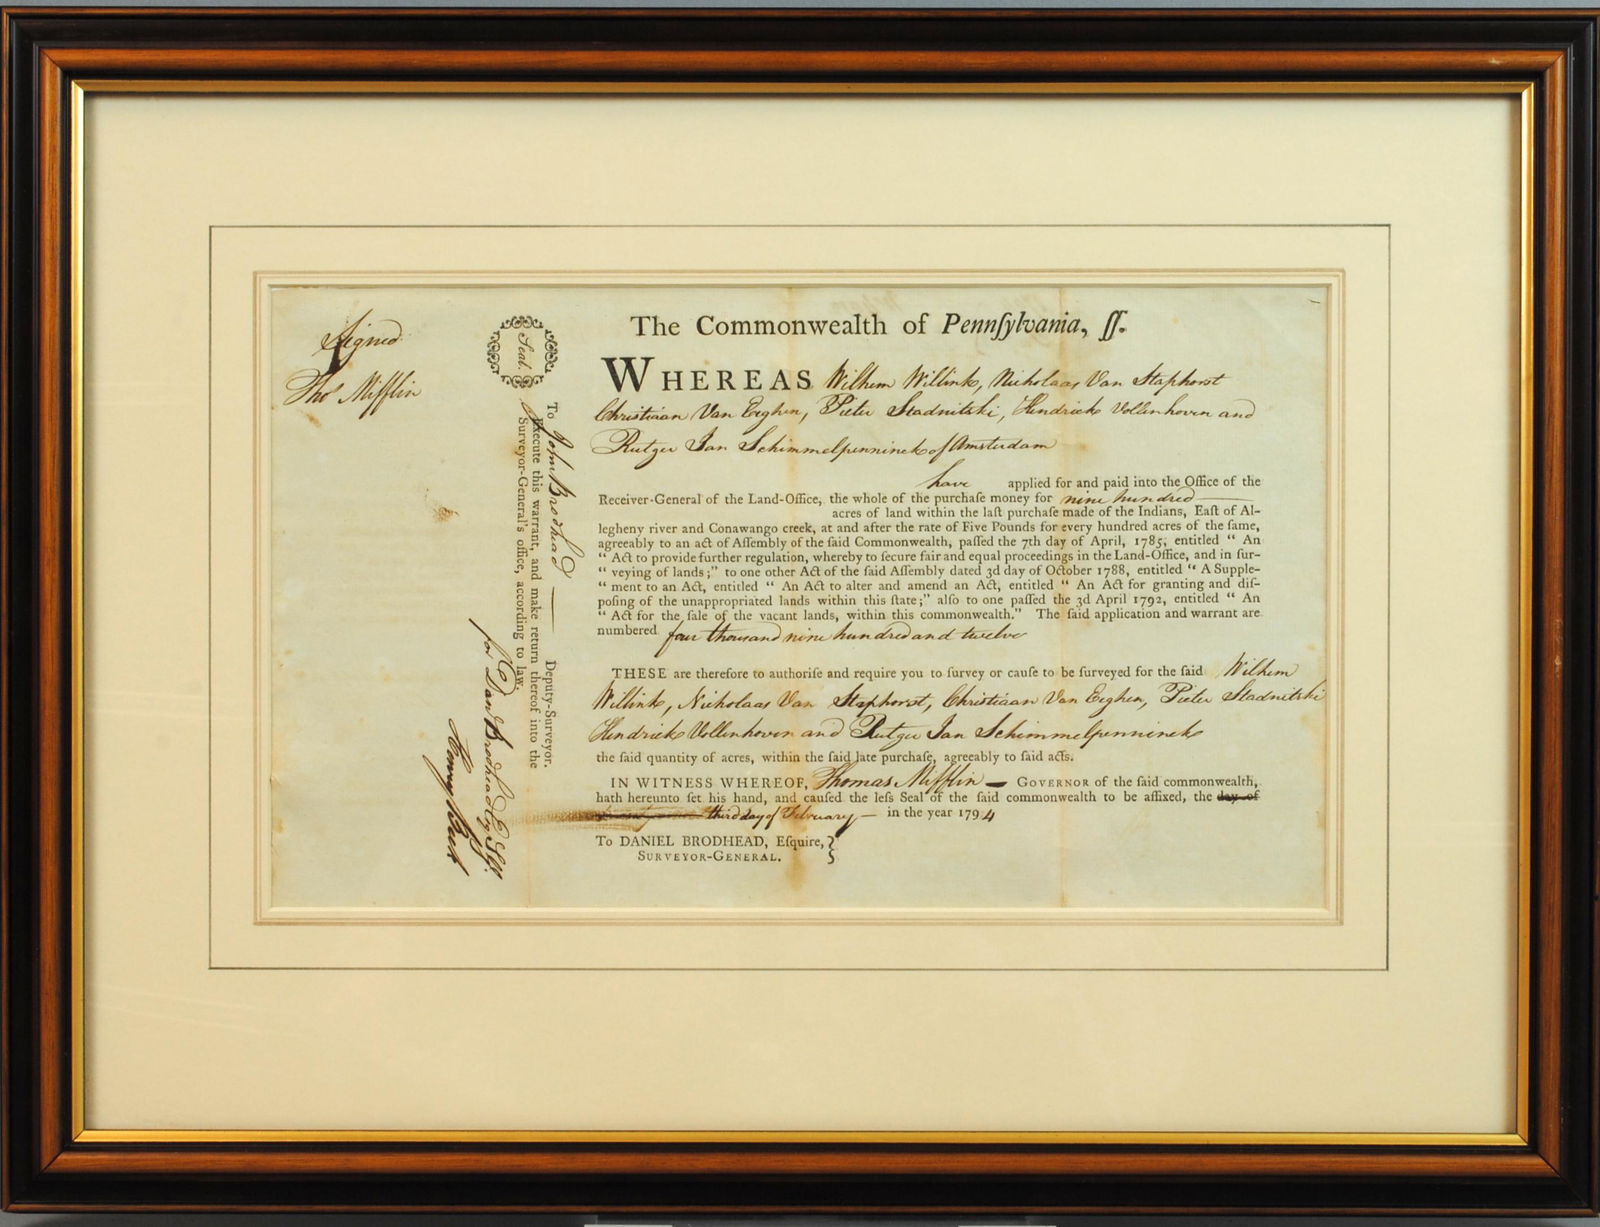 Signed
Tho⁠s Mifflin
Seal.
To John Brodhead Deputy-Surveyor.
Execute this warrant, and make return thereof into the
Surveyor-General's office, according to law.
for Dan⁠l Brodhead Esq S.G.
Henry Baek
The Commonwealth of Pennſylvania, ſſ.
WHEREAS Wilhem Willink, Nicholaas Van Staphorst
Christiaan Van Eeghen, Pieter Stadnitski, Hendrick Vollenhoven and
Rutger Jan Schimmelpenninck of Amsterdam
have applied for and paid into the Office of the
Receiver-General of the Land-Office, the whole of the purchaſe money for nine hundred
acres of land within the laſt purchaſe made of the Indians, Eaſt of Al-
legheny river and Conawango creek, at and after the rate of Five Pounds for every hundred acres of the ſame,
agreeably to an act of Aſſembly of the ſaid Commonwealth, paſſed the 7th day of April, 1785, entitled " An
" Act to provide further regulation, whereby to ſecure fair and equal proceedings in the Land-Office, and in ſur-
" veying of lands;" to one other Act of the ſaid Aſſembly dated 3d day of October 1788, entitled " A Supple-
" ment to an Act, entitled " An Act to alter and amend an Act, entitled " An Act for granting and diſ-
poſing of the unappropriated lands within this ſtate;" alſo to one paſſed the 3d April 1792, entitled " An
" Act for the ſale of the vacant lands, within this commonwealth." The ſaid application and warrant are
numbered four thousand nine hundred and twelve
THESE are therefore to authoriſe and require you to ſurvey or cauſe to be ſurveyed for the ſaid Wilhem
Willink, Nicholaas Van Staphorst, Christiaan Van Eeghen, Pieter Stadnitski
Hendrick Vollenhoven and Rutger Jan Schimmelpenninck
the ſaid quantity of acres, within the ſaid late purchaſe, agreeably to ſaid acts.
IN WITNESS WHEREOF, Thomas Mifflin GOVERNOR of the ſaid commonwealth,
hath hereunto ſet his hand, and cauſed the leſs Seal of the ſaid commonwealth to be affixed, the day of
third day of February in the year 1794
To DANIEL BRODHEAD, Eſquire,
SURVEYOR-GENERAL.